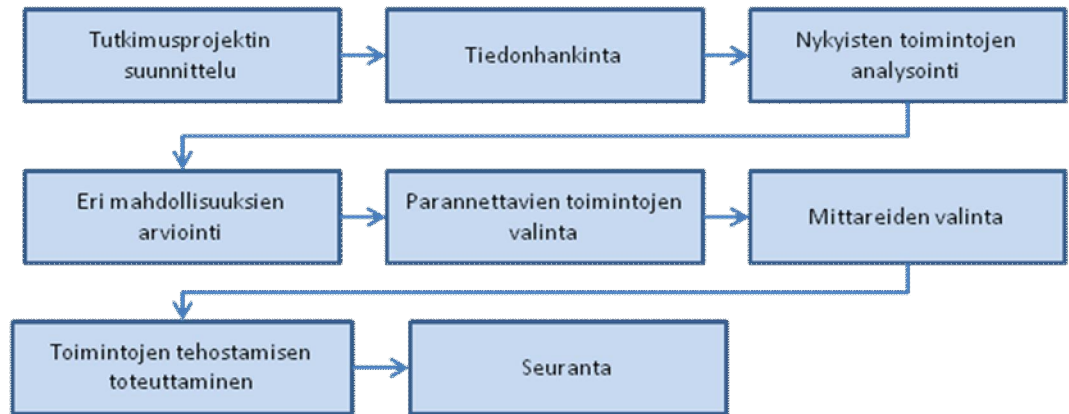 Tutkimusprojektin
suunnittelu
Tiedonhankinta
Nykyisten toimintojen
analysointi
Eri mahdollisuuksien
arviointi
Parannettavien toimintojen
valinta
Mittareiden valinta
Toimintojen tehostamisen
toteuttaminen
Seuranta